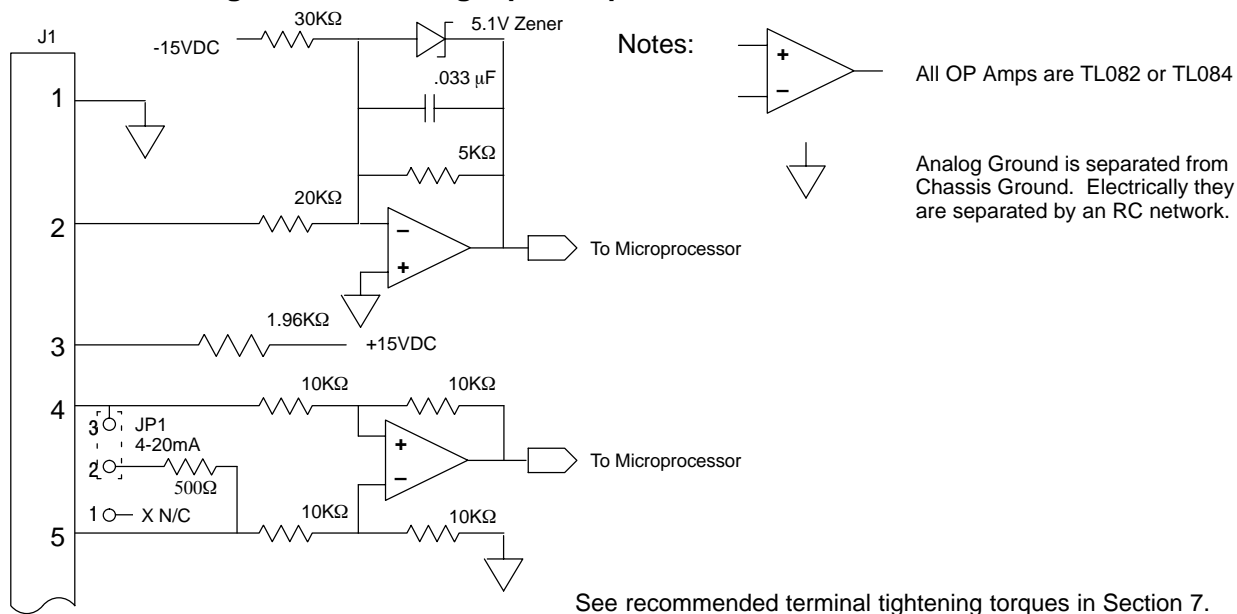 30KΩ
5.1V Zener
J1
-15VDC
Notes:
+
−
All OP Amps are TL082 or TL084
.033 μF
1
5KΩ
Analog Ground is separated from
Chassis Ground. Electrically they
are separated by an RC network.
20KΩ
2
−
+
To Microprocessor
1.96KΩ
3
+15VDC
10KΩ
10KΩ
4
3
JP1
4-20mA
+
−
To Microprocessor
2
500Ω
1
X N/C
10KΩ
10KΩ
5
See recommended terminal tightening torques in Section 7.